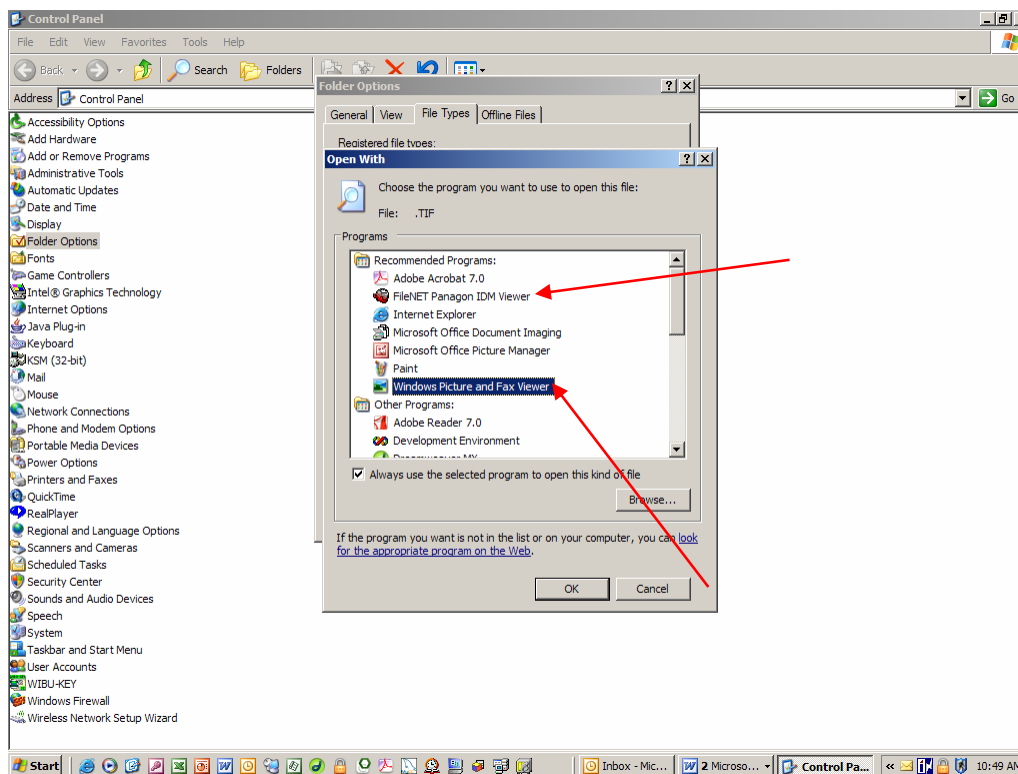 Control Panel
File Edit View Favorites Tools Help
Back Search Folders
Address Control Panel Go
Accessibility Options
Add Hardware
Add or Remove Programs
Administrative Tools
Automatic Updates
Date and Time
Display
Folder Options
Fonts
Game Controllers
Intel® Graphics Technology
Internet Options
Java Plug-in
Keyboard
KSM (32-bit)
Mail
Mouse
Network Connections
Phone and Modem Options
Portable Media Devices
Power Options
Printers and Faxes
QuickTime
RealPlayer
Regional and Language Options
Scanners and Cameras
Scheduled Tasks
Security Center
Sounds and Audio Devices
Speech
System
Taskbar and Start Menu
User Accounts
WIBU-KEY
Windows Firewall
Wireless Network Setup Wizard
Folder Options
General View File Types Offline Files
Registered file types:
Open With
Choose the program you want to use to open this file:
File: .TIF
Programs
Recommended Programs:
Adobe Acrobat 7.0
FileNET Panagon IDM Viewer
Internet Explorer
Microsoft Office Document Imaging
Microsoft Office Picture Manager
Paint
Windows Picture and Fax Viewer
Other Programs:
Adobe Reader 7.0
Development Environment
Dreamweaver MX
Always use the selected program to open this kind of file
Browse...
If the program you want is not in the list or on your computer, you can look
for the appropriate program on the Web.
OK Cancel
Start Inbox - Mic... 2 Microso... Control Pa... 10:49 AM